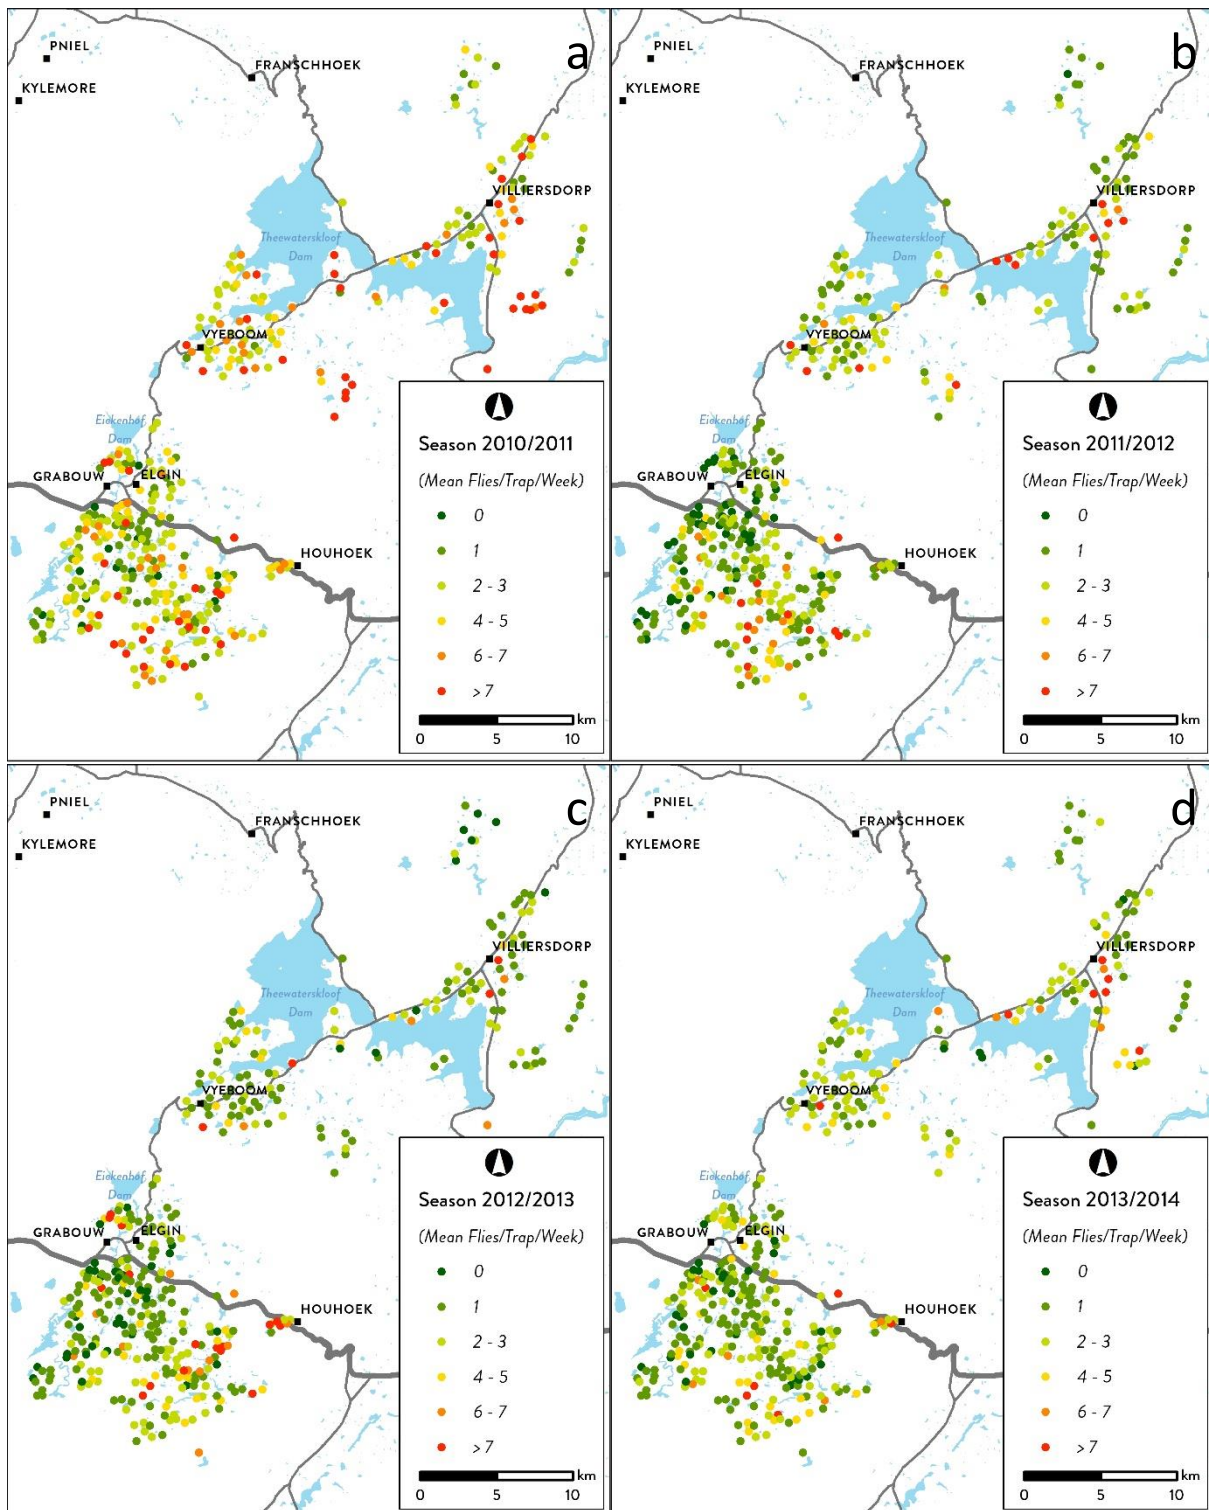 a
PNIEL
FRANSCHHOEK
KYLEMORE
VILLIERSDORP
Theewaterskloof
Dam
VYEBOOM
Eikenhof
Dam
GRABOUW
ELGIN
HOUHOEK
Season 2010/2011
(Mean Flies/Trap/Week)
0
1
2 - 3
4 - 5
6 - 7
> 7
km
0 5 10
b
PNIEL
FRANSCHHOEK
KYLEMORE
VILLIERSDORP
Theewaterskloof
Dam
VYEBOOM
Eikenhof
Dam
GRABOUW
ELGIN
HOUHOEK
Season 2011/2012
(Mean Flies/Trap/Week)
0
1
2 - 3
4 - 5
6 - 7
> 7
km
0 5 10
c
PNIEL
FRANSCHHOEK
KYLEMORE
VILLIERSDORP
Theewaterskloof
Dam
VYEBOOM
Eikenhof
Dam
GRABOUW
ELGIN
HOUHOEK
Season 2012/2013
(Mean Flies/Trap/Week)
0
1
2 - 3
4 - 5
6 - 7
> 7
km
0 5 10
d
PNIEL
FRANSCHHOEK
KYLEMORE
VILLIERSDORP
Theewaterskloof
Dam
VYEBOOM
Eikenhof
Dam
GRABOUW
ELGIN
HOUHOEK
Season 2013/2014
(Mean Flies/Trap/Week)
0
1
2 - 3
4 - 5
6 - 7
> 7
km
0 5 10